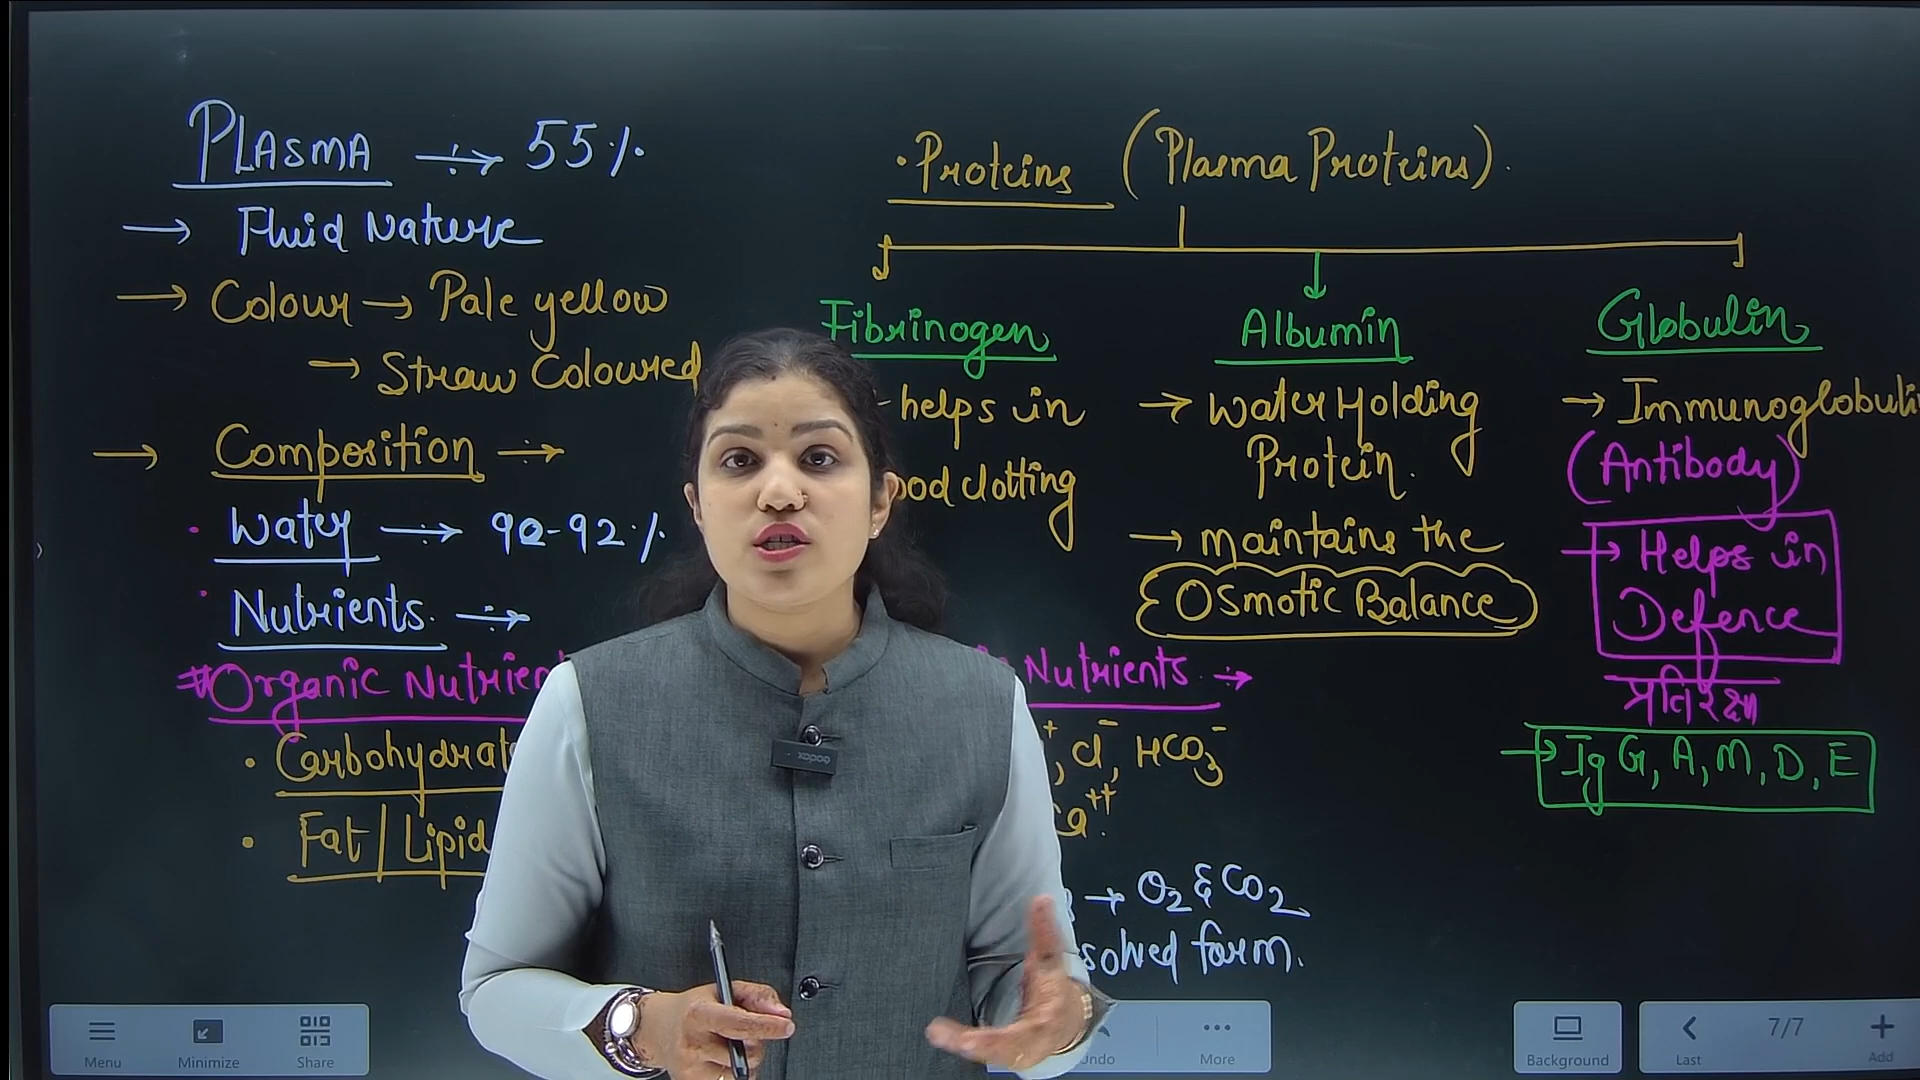 PLASMA → 55%
→ Fluid Nature
→ Colour → Pale yellow
→ Straw Coloured
→ Composition →
• Water → 90-92%
• Nutrients. →
#Organic Nutrien
• Carbohydrat
• Fat/Lipid
• Proteins (Plasma Proteins).
Fibrinogen
helps in
ood clotting
Albumin
→ Water Holding
Protein.
→ maintains the
Osmotic Balance
Globulin
→ Immunoglobuli
(Antibody)
→ Helps in
Defence
प्रतिरक्षा
→ Ig G, A, M, D, E
Nutrients →
+, Cl⁻, HCO₃⁻
Ca⁺⁺
→ O₂ & CO₂
solved form.
Godox
Menu
Minimize
Share
Undo
More
Background
Last
7/7
Add